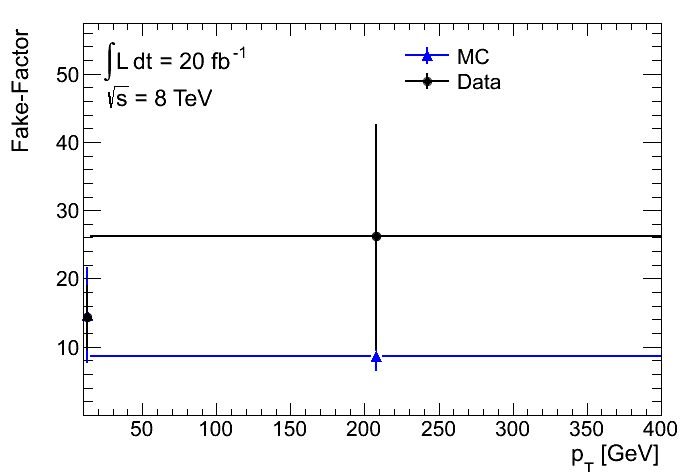 Fake-Factor
∫L dt = 20 fb⁻¹
√s = 8 TeV
MC
Data
50
40
30
20
10
50 100 150 200 250 300 350 400
p_T [GeV]